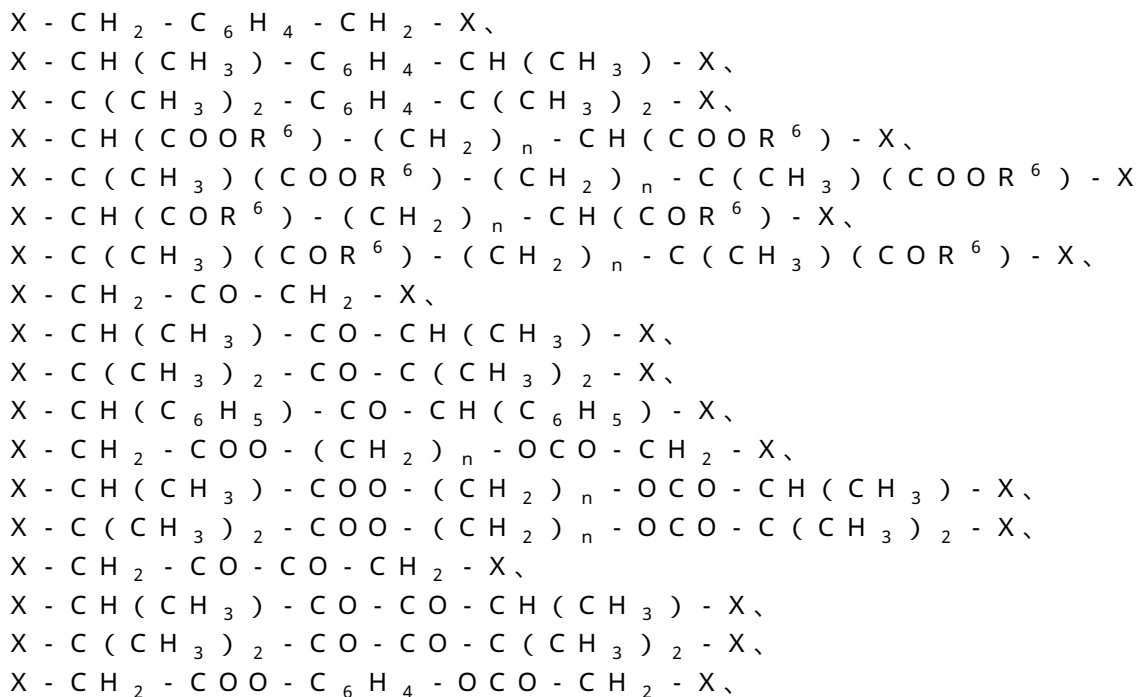 X-CH₂-C₆H₄-CH₂-X、
X-CH(CH₃)-C₆H₄-CH(CH₃)-X、
X-C(CH₃)₂-C₆H₄-C(CH₃)₂-X、
X-CH(COOR⁶)-(CH₂)ₙ-CH(COOR⁶)-X、
X-C(CH₃)(COOR⁶)-(CH₂)ₙ-C(CH₃)(COOR⁶)-X
X-CH(COR⁶)-(CH₂)ₙ-CH(COR⁶)-X、
X-C(CH₃)(COR⁶)-(CH₂)ₙ-C(CH₃)(COR⁶)-X、
X-CH₂-CO-CH₂-X、
X-CH(CH₃)-CO-CH(CH₃)-X、
X-C(CH₃)₂-CO-C(CH₃)₂-X、
X-CH(C₆H₅)-CO-CH(C₆H₅)-X、
X-CH₂-COO-(CH₂)ₙ-OCO-CH₂-X、
X-CH(CH₃)-COO-(CH₂)ₙ-OCO-CH(CH₃)-X、
X-C(CH₃)₂-COO-(CH₂)ₙ-OCO-C(CH₃)₂-X、
X-CH₂-CO-CO-CH₂-X、
X-CH(CH₃)-CO-CO-CH(CH₃)-X、
X-C(CH₃)₂-CO-CO-C(CH₃)₂-X、
X-CH₂-COO-C₆H₄-OCO-CH₂-X、